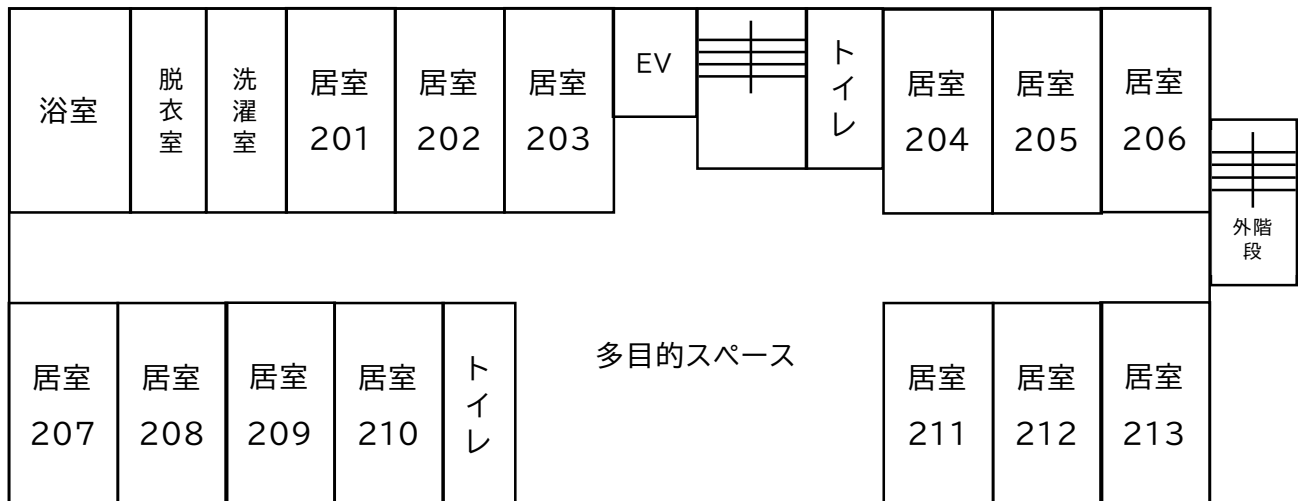 浴室
脱衣室
洗濯室
居室
201
居室
202
居室
203
EV
トイレ
居室
204
居室
205
居室
206
外階
段
居室
207
居室
208
居室
209
居室
210
トイレ
多目的スペース
居室
211
居室
212
居室
213